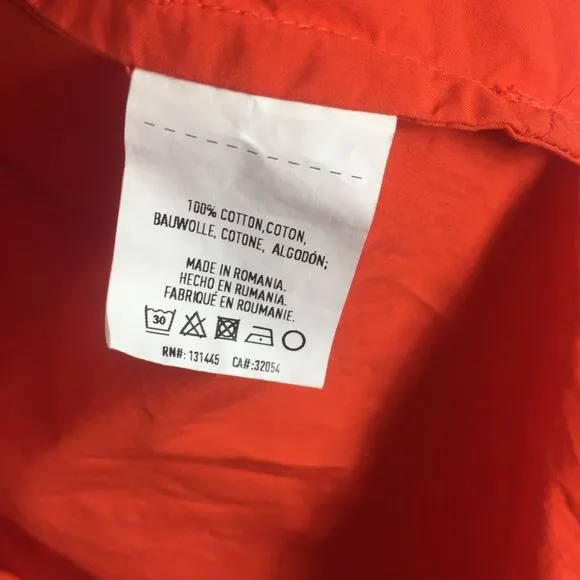 100% COTTON,COTON,
BAUWOLLE, COTONE, ALGODÓN;
MADE IN ROMANIA.
HECHO EN RUMANIA.
FABRIQUÉ EN ROUMANIE.
30
RN#: 131445 CA#:32054